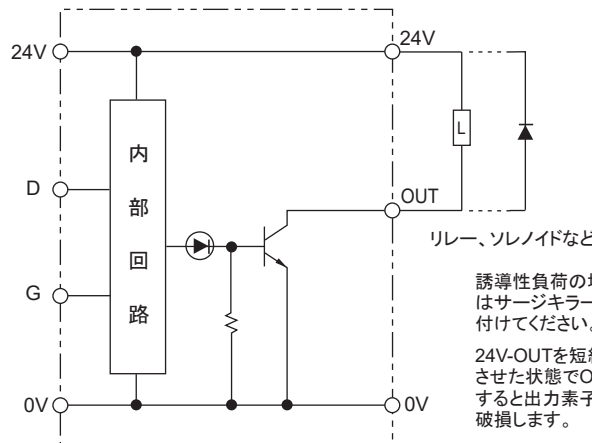 24V
24V
D
内部回路
L
OUT
G
リレー、ソレノイドなど
誘導性負荷の
はサージキラー
付けてください。
24V-OUTを短
させた状態でO
すると出力素子
破損します。
0V
0V